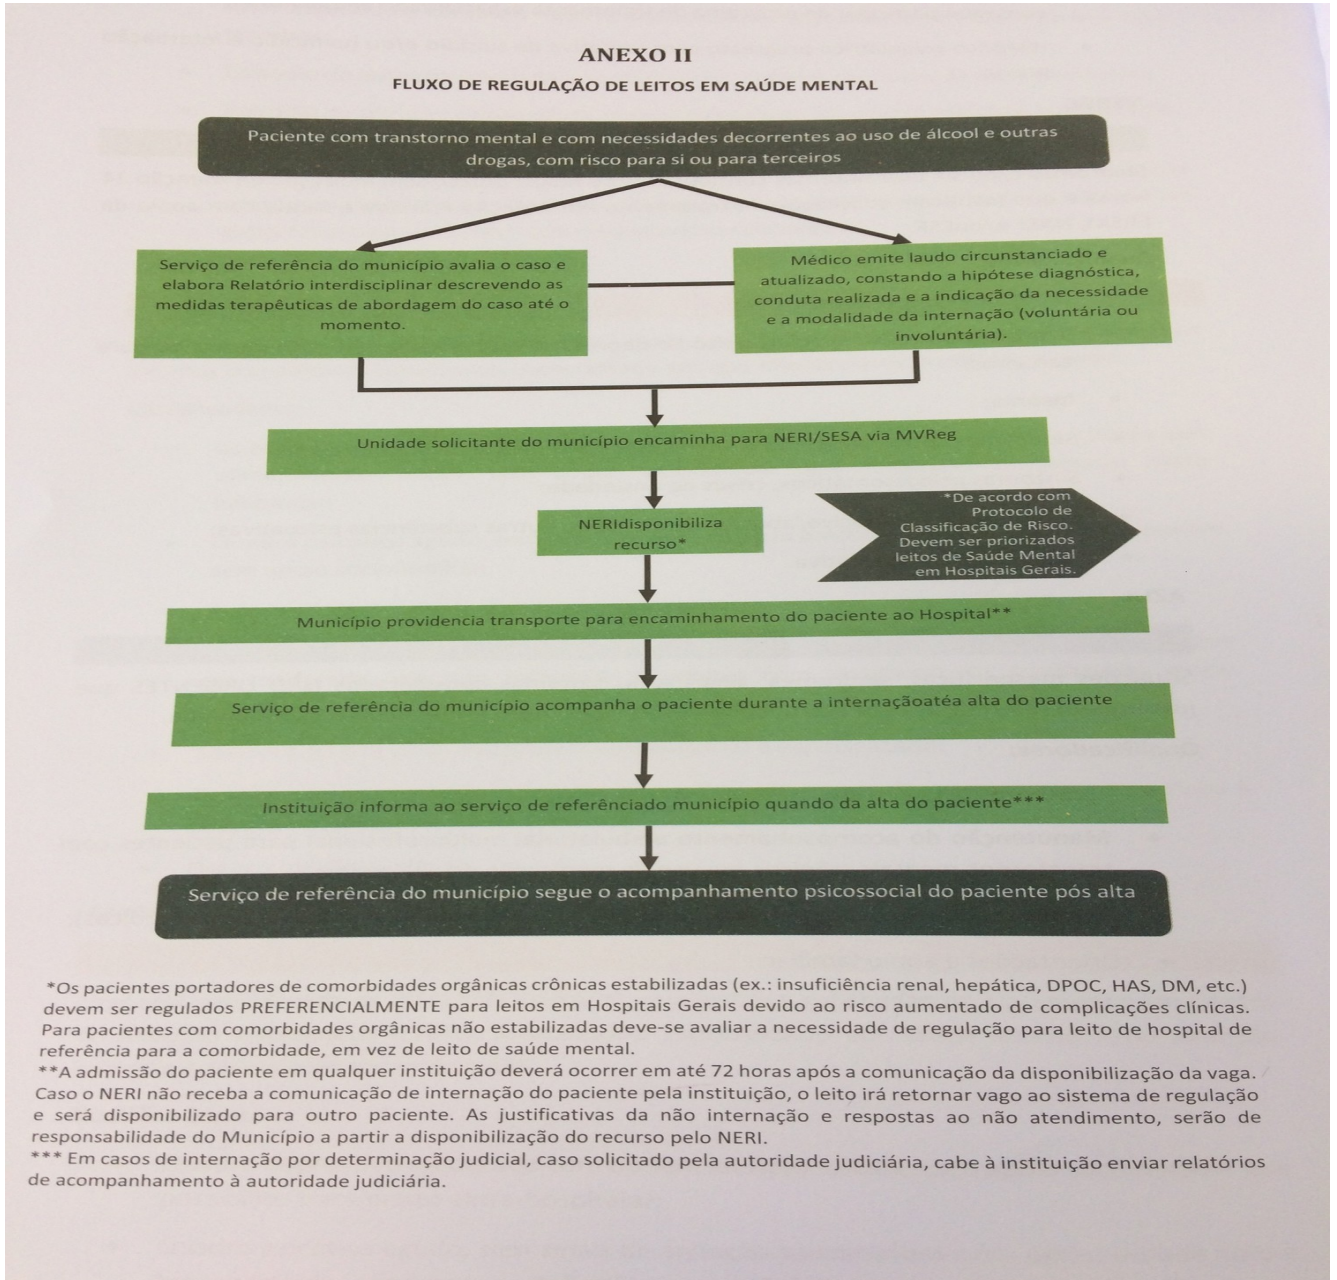 ANEXO II
FLUXO DE REGULAÇÃO DE LEITOS EM SAÚDE MENTAL
Paciente com transtorno mental e com necessidades decorrentes ao uso de álcool e outras
drogas, com risco para si ou para terceiros
Serviço de referência do município avalia o caso e
elabora Relatório interdisciplinar descrevendo as
medidas terapêuticas de abordagem do caso até o
momento.
Médico emite laudo circunstanciado e
atualizado, constando a hipótese diagnóstica,
conduta realizada e a indicação da necessidade
e a modalidade da internação (voluntária ou
involuntária).
Unidade solicitante do município encaminha para NERI/SESA via MVReg
NERIdisponibiliza
recurso*
*De acordo com
Protocolo de
Classificação de Risco.
Devem ser priorizados
leitos de Saúde Mental
em Hospitais Gerais.
Município providencia transporte para encaminhamento do paciente ao Hospital**
Serviço de referência do município acompanha o paciente durante a internaçãoatéa alta do paciente
Instituição informa ao serviço de referênciado município quando da alta do paciente***
Serviço de referência do município segue o acompanhamento psicossocial do paciente pós alta
*Os pacientes portadores de comorbidades orgânicas crônicas estabilizadas (ex.: insuficiência renal, hepática, DPOC, HAS, DM, etc.)
devem ser regulados PREFERENCIALMENTE para leitos em Hospitais Gerais devido ao risco aumentado de complicações clínicas.
Para pacientes com comorbidades orgânicas não estabilizadas deve-se avaliar a necessidade de regulação para leito de hospital de
referência para a comorbidade, em vez de leito de saúde mental.
**A admissão do paciente em qualquer instituição deverá ocorrer em até 72 horas após a comunicação da disponibilização da vaga.
Caso o NERI não receba a comunicação de internação do paciente pela instituição, o leito irá retornar vago ao sistema de regulação
e será disponibilizado para outro paciente. As justificativas da não internação e respostas ao não atendimento, serão de
responsabilidade do Município a partir a disponibilização do recurso pelo NERI.
*** Em casos de internação por determinação judicial, caso solicitado pela autoridade judiciária, cabe à instituição enviar relatórios
de acompanhamento à autoridade judiciária.